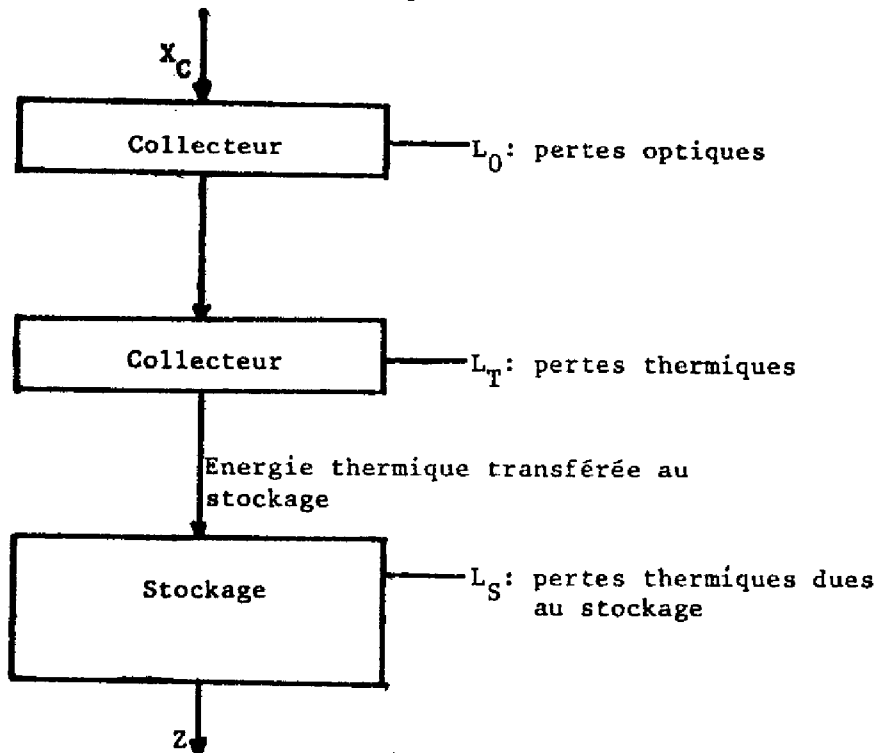 X_C
Collecteur
L_O: pertes optiques
Collecteur
L_T: pertes thermiques
Energie thermique transférée au
stockage
Stockage
L_S: pertes thermiques dues
au stockage
Z